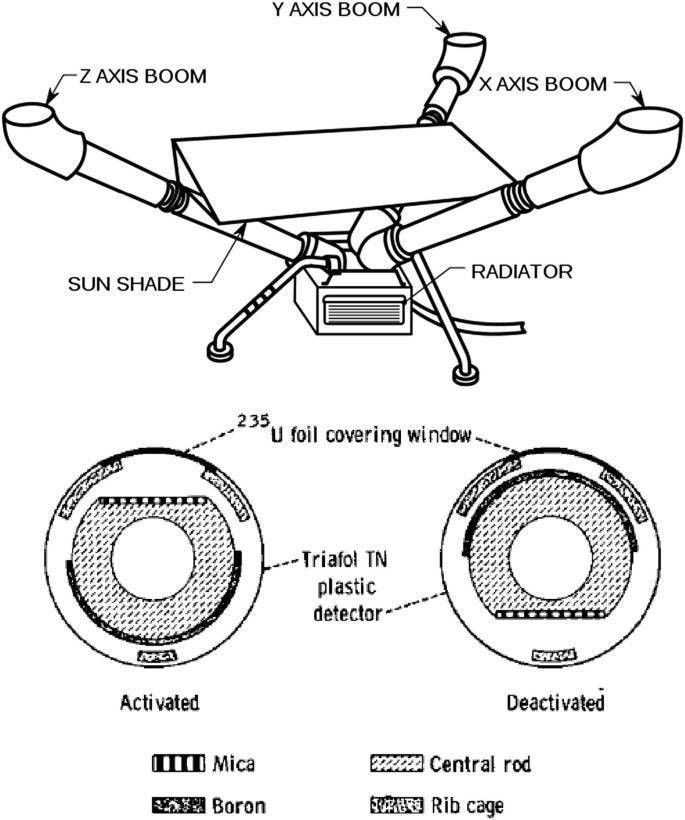 Y AXIS BOOM
Z AXIS BOOM
X AXIS BOOM
SUN SHADE
RADIATOR
235U foil covering window
Triafol TN
plastic
detector
Activated
Deactivated
Mica
Central rod
Boron
Rib cage